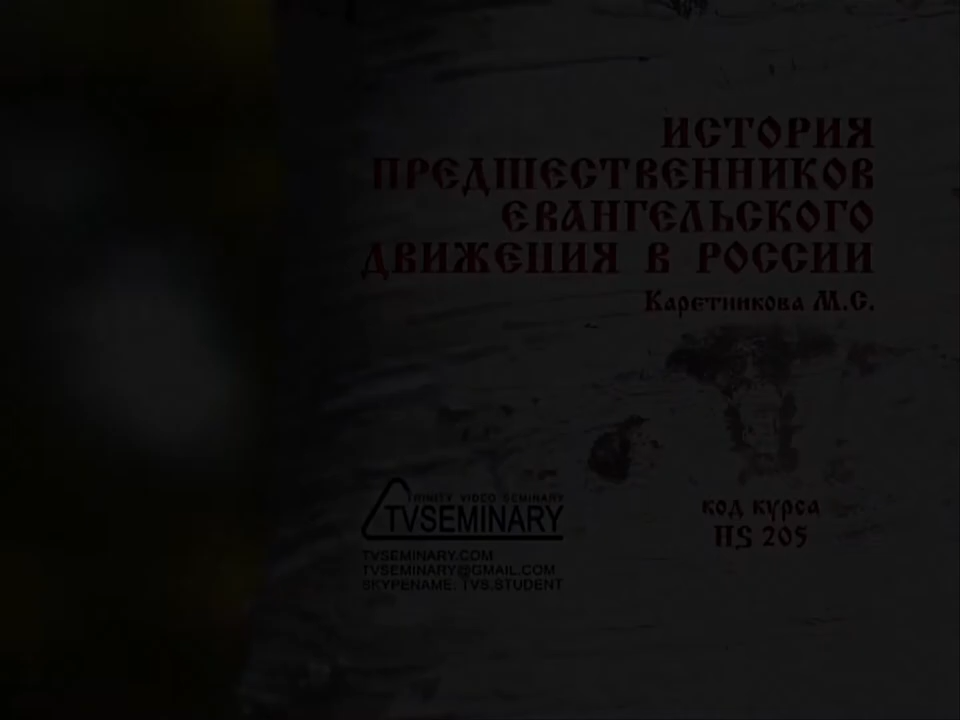 ИСТОРИЯ
ПРЕДШЕСТВЕННИКОВ
ЕВАНГЕЛЬСКОГО
ДВИЖЕНИЯ В РОССИИ
Каретникова М.С.
TRINITY VIDEO SEMINARY
TVSEMINARY
TVSEMINARY.COM
TVSEMINARY@GMAIL.COM
SKYPENAME: TVS.STUDENT
код курса
HS 205